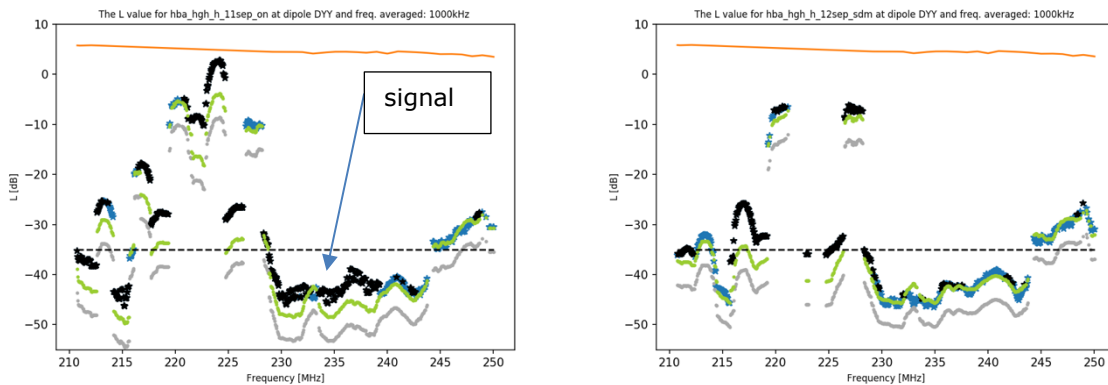 The L value for hba_hgh_h_11sep_on at dipole DYY and freq. averaged: 1000kHz
10
0
−10
−20
−30
−40
−50
L [dB]
signal
210 215 220 225 230 235 240 245 250
Frequency [MHz]
The L value for hba_hgh_h_12sep_sdm at dipole DYY and freq. averaged: 1000kHz
10
0
−10
−20
−30
−40
−50
L [dB]
210 215 220 225 230 235 240 245 250
Frequency [MHz]